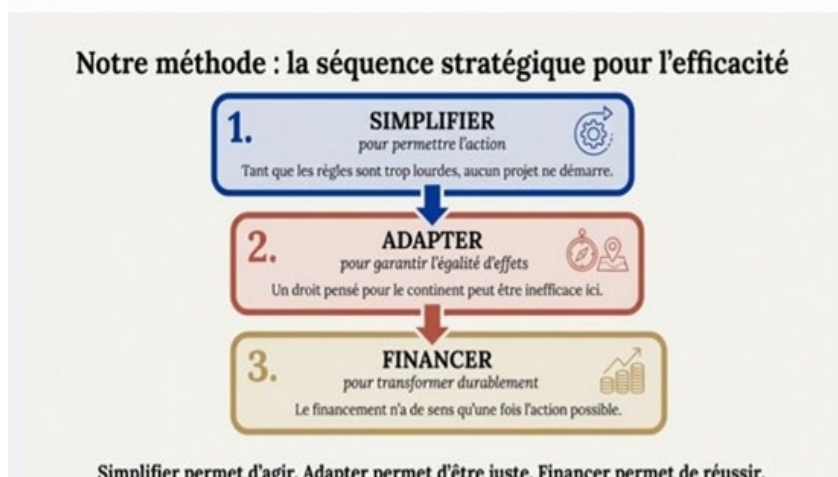 Notre méthode : la séquence stratégique pour l’efficacité
1.
SIMPLIFIER
pour permettre l’action
Tant que les règles sont trop lourdes, aucun projet ne démarre.
2.
ADAPTER
pour garantir l’égalité d’effets
Un droit pensé pour le continent peut être inefficace ici.
3.
FINANCER
pour transformer durablement
Le financement n’a de sens qu’une fois l’action possible.
Simplifier permet d’agir. Adapter permet d’être juste. Financer permet de réussir.